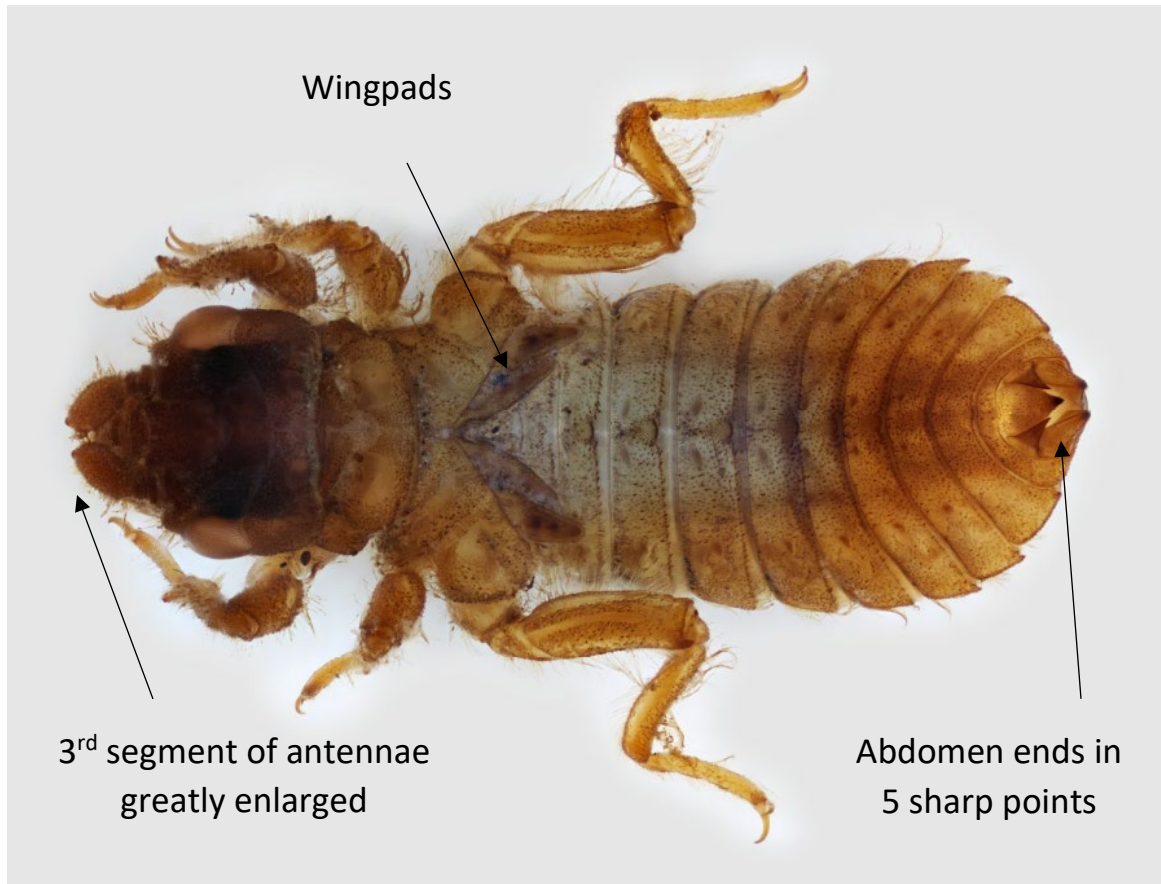 Wingpads
3rd segment of antennae
greatly enlarged
Abdomen ends in
5 sharp points